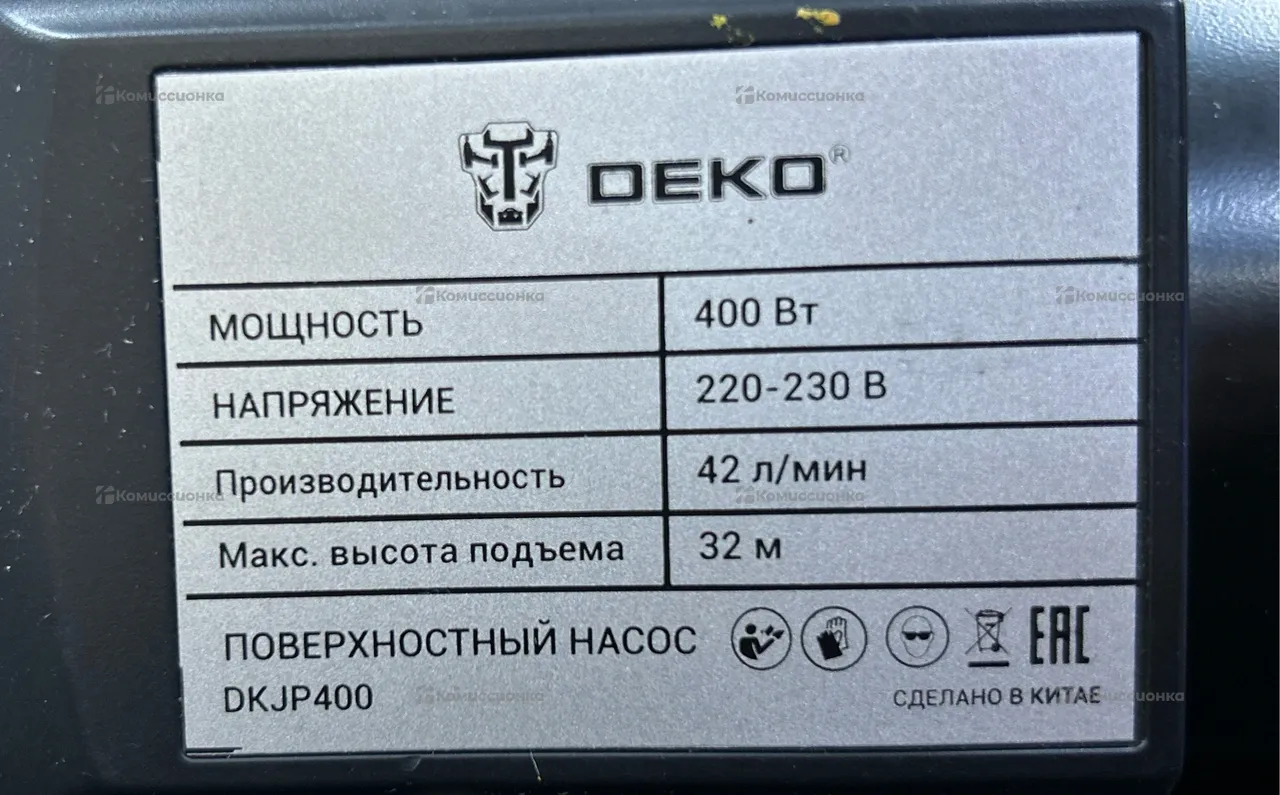 DEKO®
МОЩНОСТЬ 400 Вт
НАПРЯЖЕНИЕ 220-230 В
Производительность 42 л/мин
Макс. высота подъема 32 м
ПОВЕРХНОСТНЫЙ НАСОС EAC
DKJP400 СДЕЛАНО В КИТАЕ
Комиссионка
Комиссионка
Комиссионка
Комиссионка
Комиссионка
Комиссионка
Комиссионка
Комиссионка